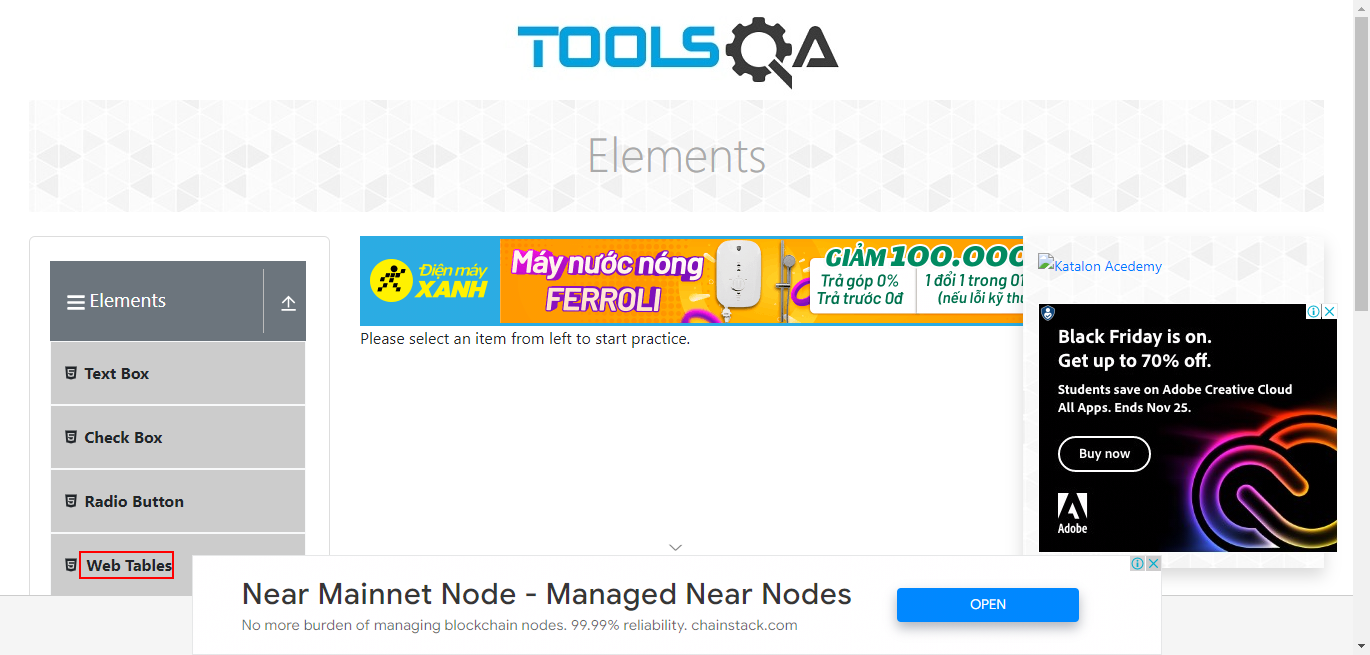 TOOLSQA
Elements
Elements
Text Box
Check Box
Radio Button
Web Tables
Điện máy
XANH
Máy nước nóng
FERROLI
GIẢM 100.000
Trả góp 0%
Trả trước 0đ
1 đổi 1 trong 01
(nếu lỗi kỹ thu
Please select an item from left to start practice.
Katalon Acedemy
Black Friday is on.
Get up to 70% off.
Students save on Adobe Creative Cloud
All Apps. Ends Nov 25.
Buy now
Adobe
Near Mainnet Node - Managed Near Nodes
No more burden of managing blockchain nodes. 99.99% reliability. chainstack.com
OPEN